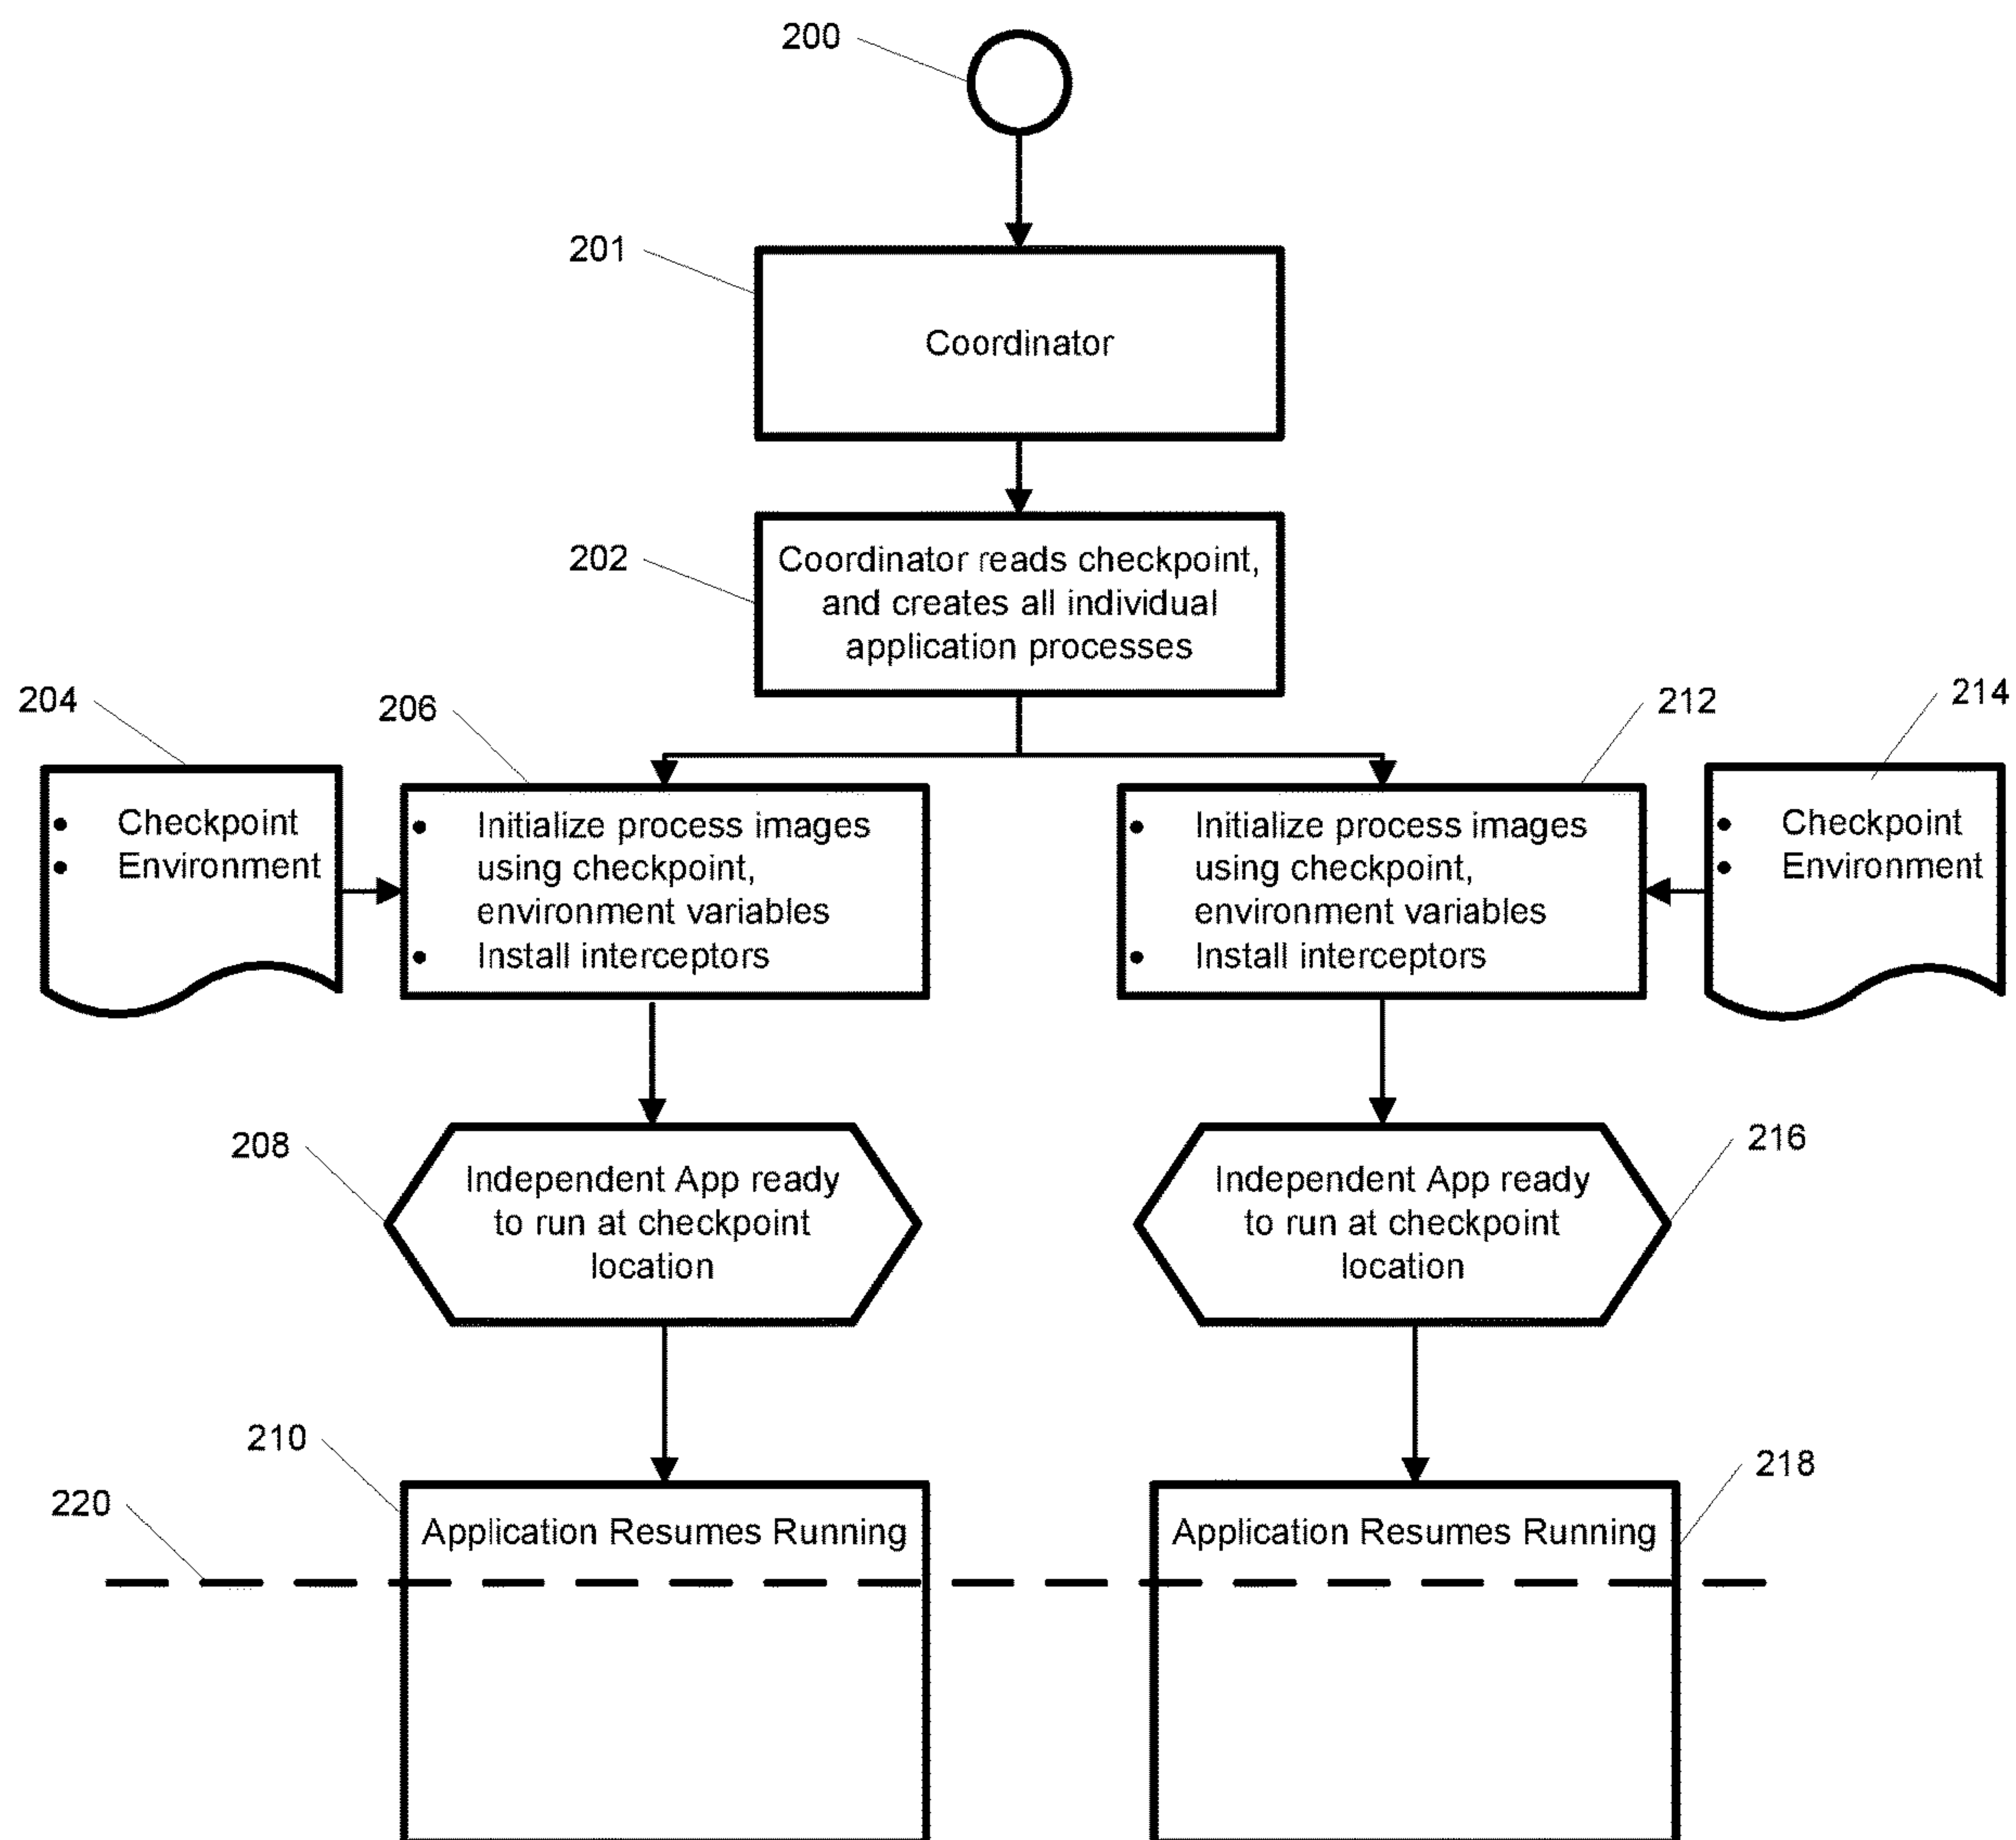 200
201
Coordinator
202
Coordinator reads checkpoint,
and creates all individual
application processes
204
206
212
214
• Checkpoint
• Environment
• Initialize process images
using checkpoint,
environment variables
• Install interceptors
• Initialize process images
using checkpoint,
environment variables
• Install interceptors
• Checkpoint
• Environment
208
Independent App ready
to run at checkpoint
location
216
Independent App ready
to run at checkpoint
location
210
218
220
Application Resumes Running
Application Resumes Running